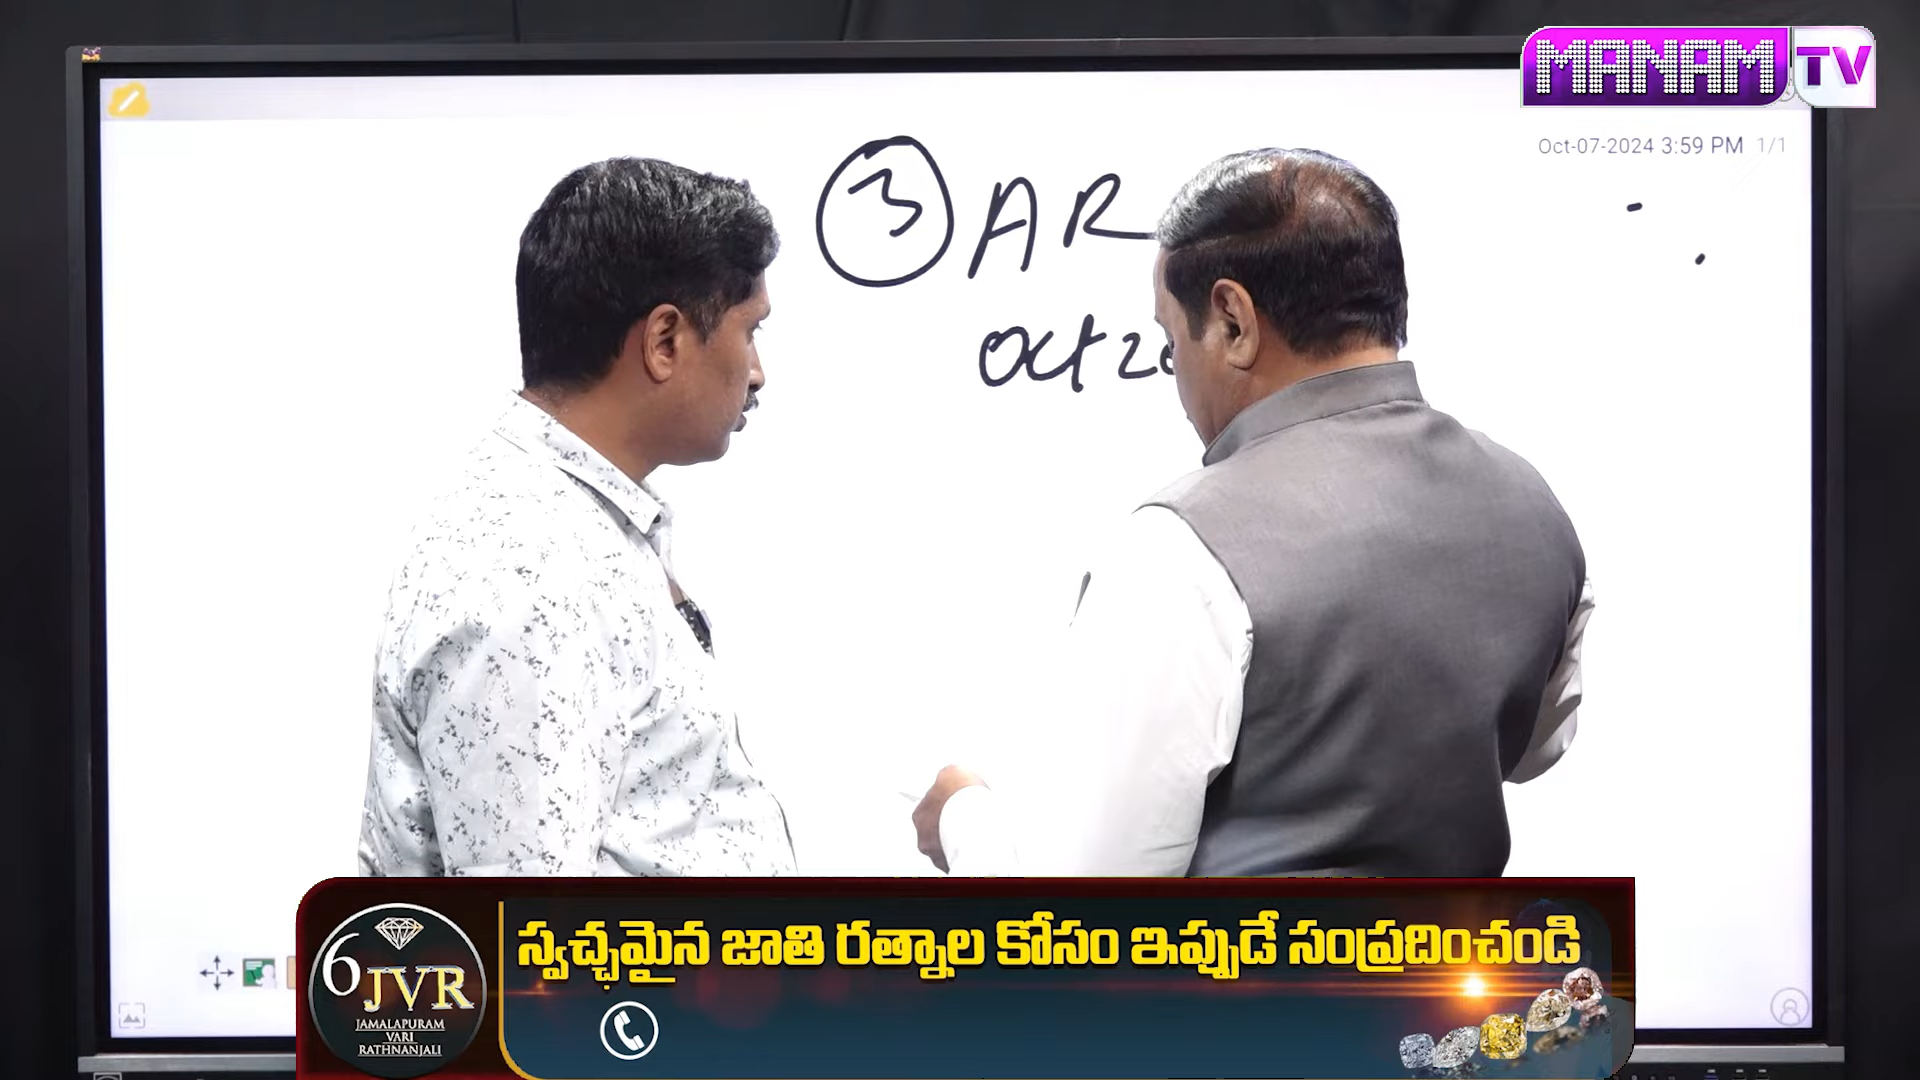 MANAM TV
Oct-07-2024 3:59 PM 1/1
3 AR
Oct 20
స్వచ్ఛమైన జాతి రత్నాల కోసం ఇప్పుడే సంప్రదించండి
6 JVR
JAMALAPURAM
VARI
RATHNANJALI